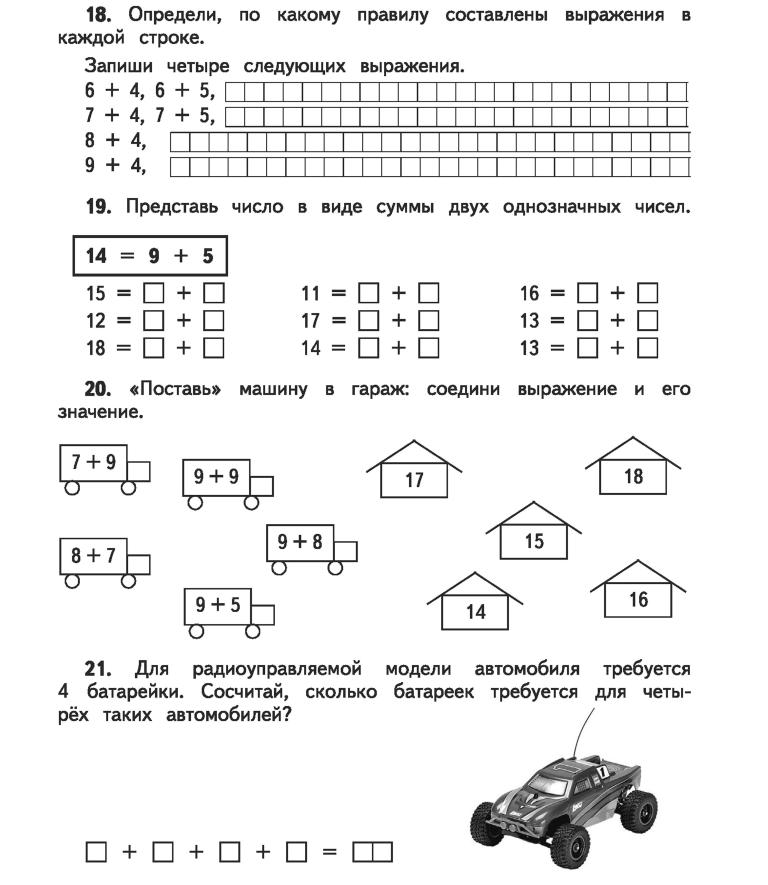 18. Определи, по какому правилу составлены выражения в
каждой строке.
Запиши четыре следующих выражения.
6 + 4, 6 + 5,
7 + 4, 7 + 5,
8 + 4,
9 + 4,
19. Представь число в виде суммы двух однозначных чисел.
14 = 9 + 5
15 = □ + □ 11 = □ + □ 16 = □ + □
12 = □ + □ 17 = □ + □ 13 = □ + □
18 = □ + □ 14 = □ + □ 13 = □ + □
20. «Поставь» машину в гараж: соедини выражение и его
значение.
7 + 9
9 + 9
17
18
8 + 7
9 + 8
15
9 + 5
14
16
21. Для радиоуправляемой модели автомобиля требуется
4 батарейки. Сосчитай, сколько батареек требуется для четы-
рёх таких автомобилей?
□ + □ + □ + □ = □□